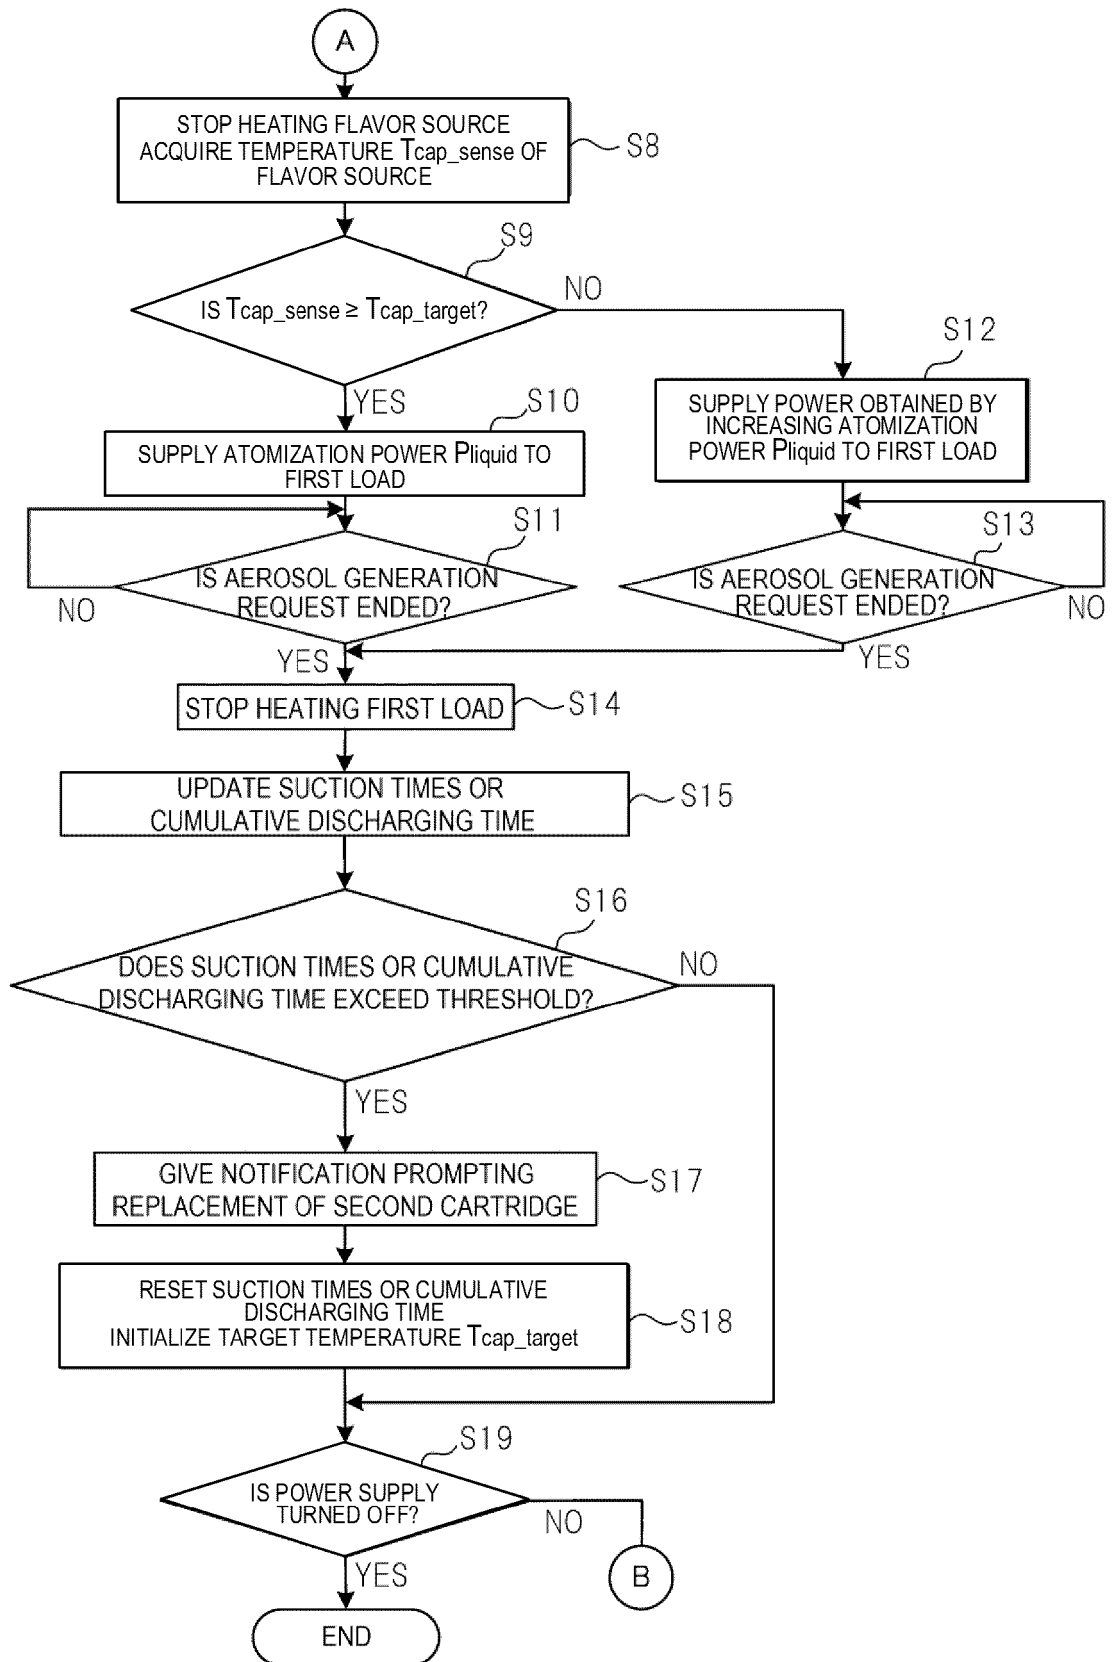 A
STOP HEATING FLAVOR SOURCE
ACQUIRE TEMPERATURE Tcap_sense OF
FLAVOR SOURCE
S8
S9
IS Tcap_sense ≥ Tcap_target?
NO
YES
S10
SUPPLY ATOMIZATION POWER Pliquid TO
FIRST LOAD
S12
SUPPLY POWER OBTAINED BY
INCREASING ATOMIZATION
POWER Pliquid TO FIRST LOAD
S11
IS AEROSOL GENERATION
REQUEST ENDED?
NO
YES
S13
IS AEROSOL GENERATION
REQUEST ENDED?
NO
YES
STOP HEATING FIRST LOAD
S14
UPDATE SUCTION TIMES OR
CUMULATIVE DISCHARGING TIME
S15
S16
DOES SUCTION TIMES OR CUMULATIVE
DISCHARGING TIME EXCEED THRESHOLD?
NO
YES
GIVE NOTIFICATION PROMPTING
REPLACEMENT OF SECOND CARTRIDGE
S17
RESET SUCTION TIMES OR CUMULATIVE
DISCHARGING TIME
INITIALIZE TARGET TEMPERATURE Tcap_target
S18
S19
IS POWER SUPPLY
TURNED OFF?
NO
B
YES
END